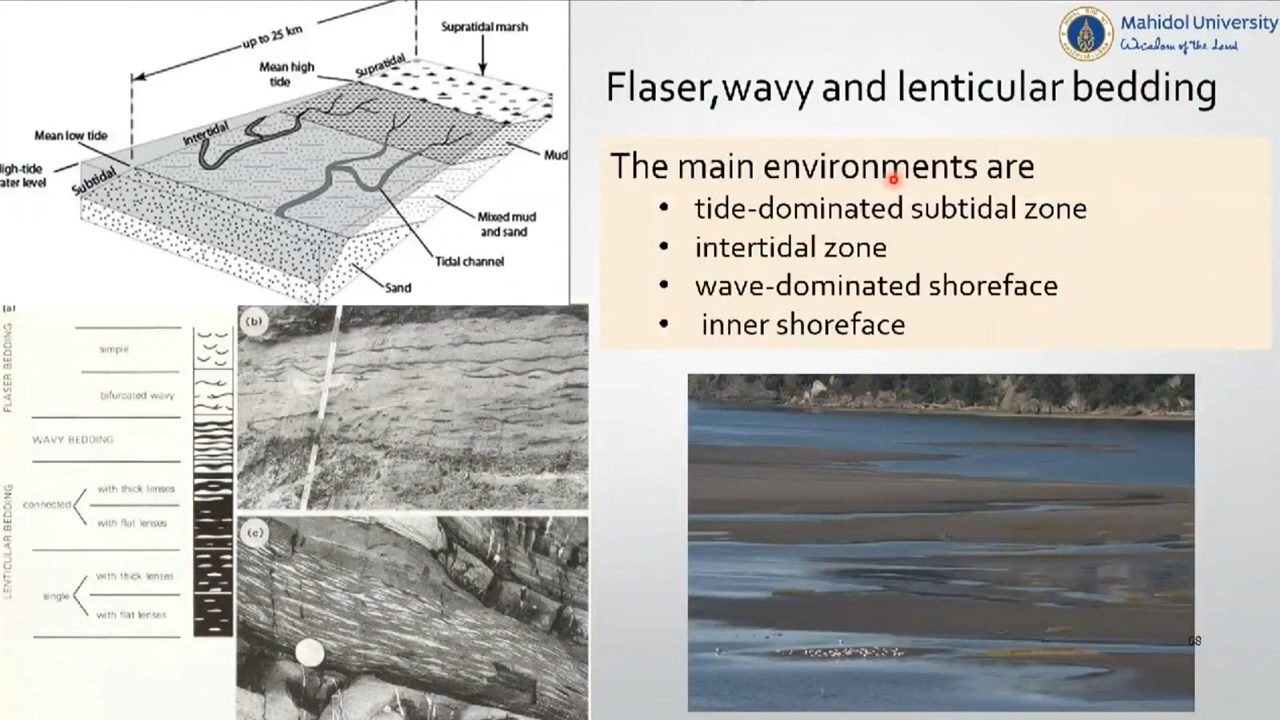 up to 25 km
Supratidal marsh
Mean high
tide
Supratidal
Mean low tide
Intertidal
High-tide
water level
Subtidal
Mud
Mixed mud
and sand
Tidal channel
Sand
Mahidol University
Wisdom of the Land
Flaser,wavy and lenticular bedding
The main environments are
• tide-dominated subtidal zone
• intertidal zone
• wave-dominated shoreface
• inner shoreface
(a)
FLASER BEDDING
simple
bifurcated wavy
WAVY BEDDING
LENTICULAR BEDDING
connected
with thick lenses
with flat lenses
single
with thick lenses
with flat lenses
(b)
(c)
68